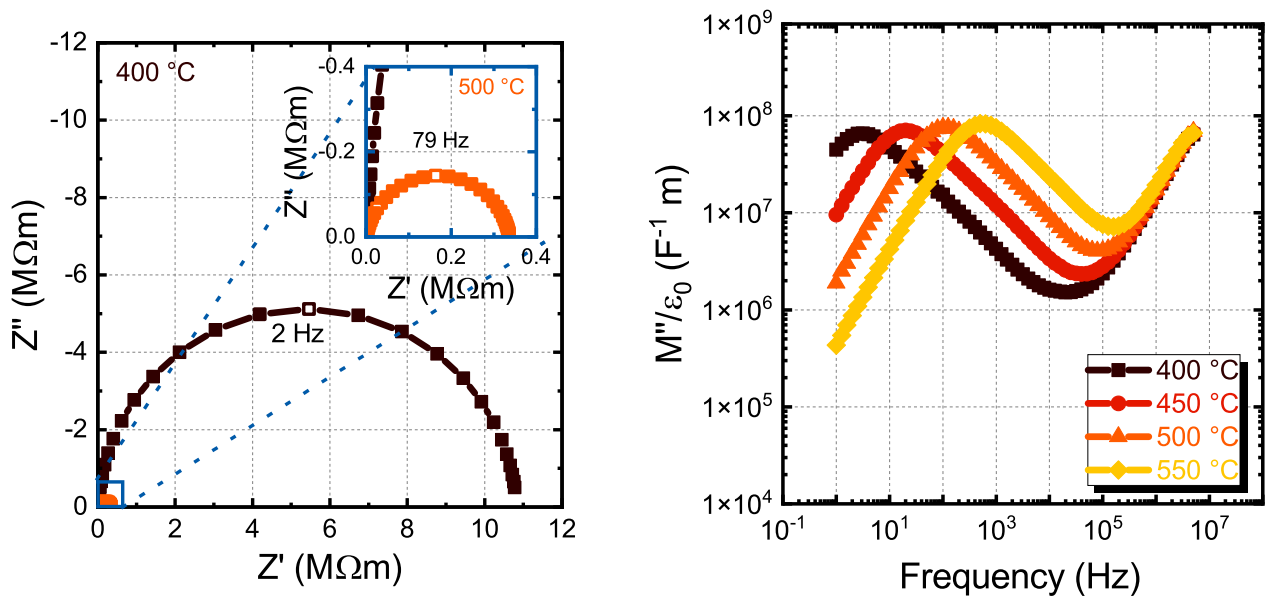 -12
-10
-8
-6
-4
-2
0
0
2
4
6
8
10
12
Z'' (MΩm)
Z' (MΩm)
400 °C
2 Hz
-0.4
-0.2
0.0
0.0
0.2
0.4
Z'' (MΩm)
Z' (MΩm)
500 °C
79 Hz
1×10⁹
1×10⁸
1×10⁷
1×10⁶
1×10⁵
1×10⁴
10⁻¹
10¹
10³
10⁵
10⁷
M''/ε₀ (F⁻¹ m)
Frequency (Hz)
400 °C
450 °C
500 °C
550 °C